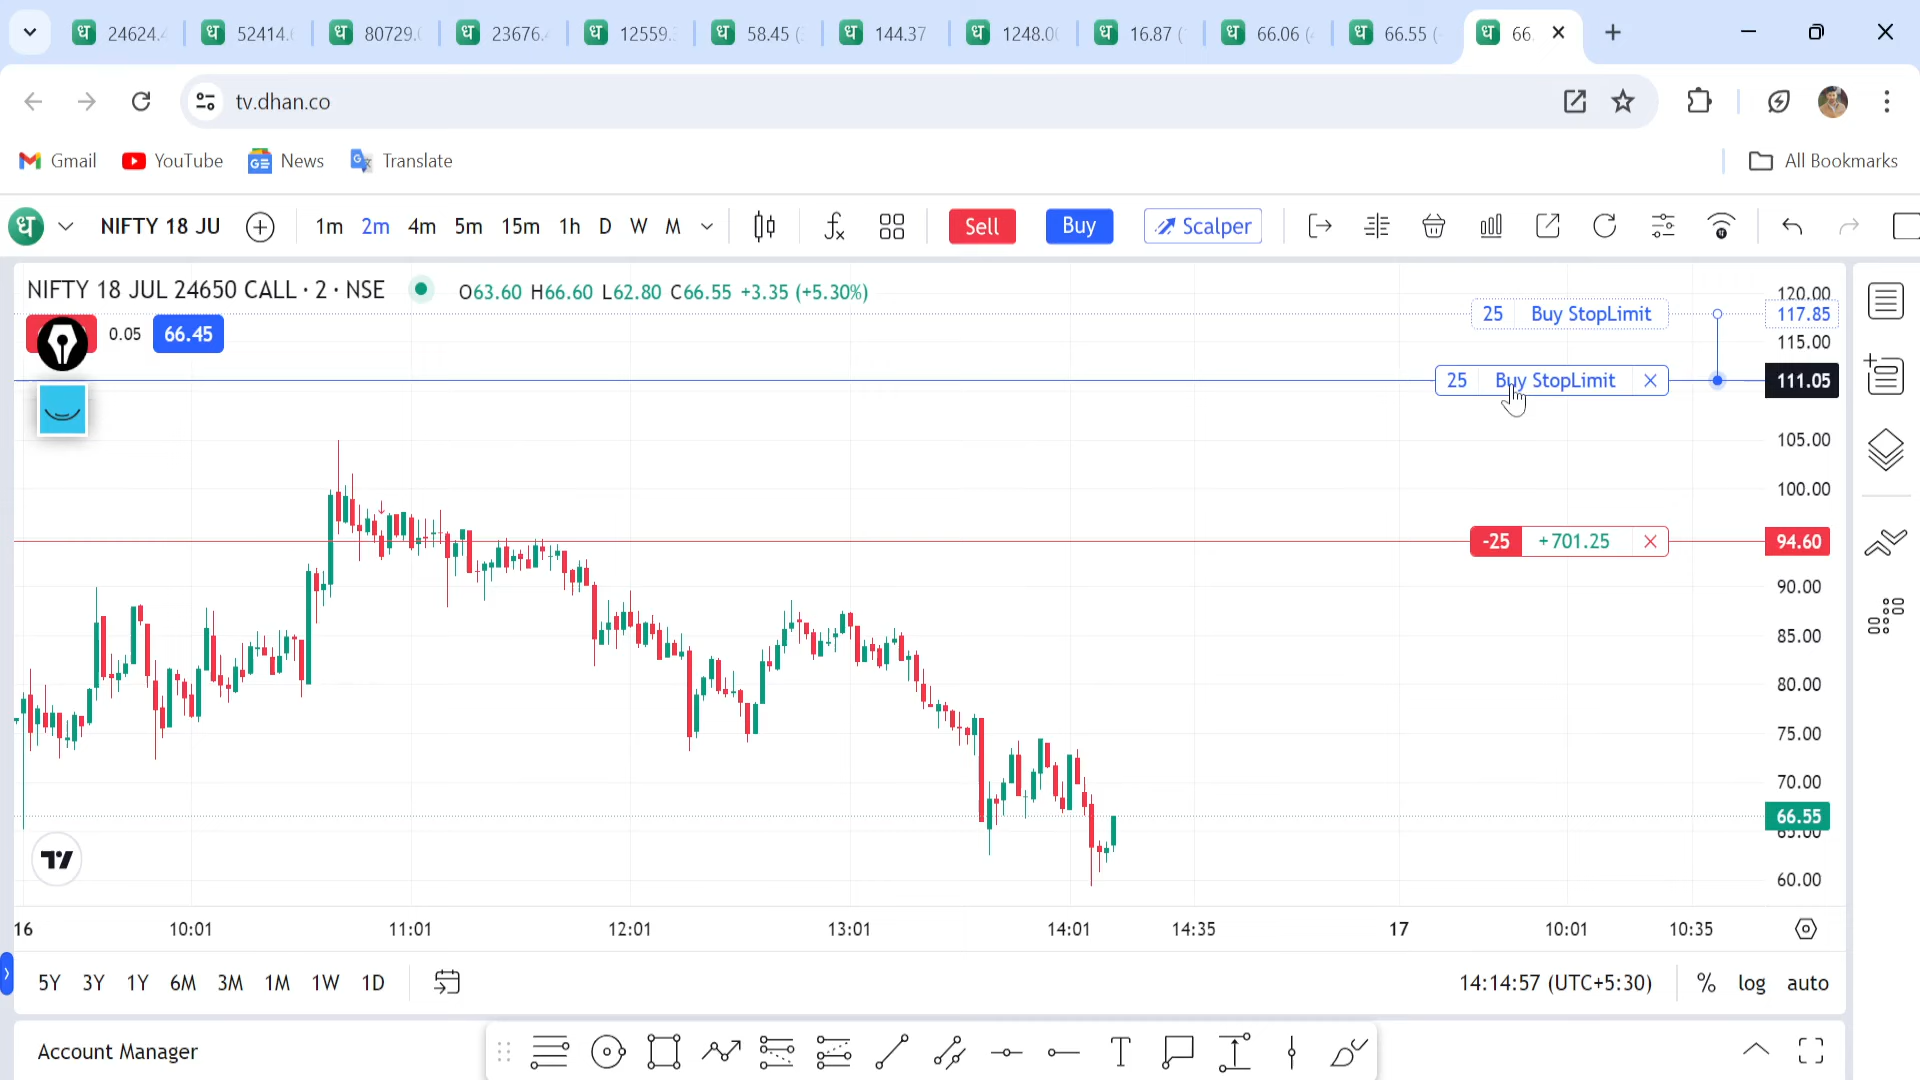 24624.
52414.
80729.
23676.
12559.
58.45 (
144.37
1248.0
16.87 (
66.06 (
66.55 (
66.
tv.dhan.co
Gmail
YouTube
News
Translate
All Bookmarks
ध
NIFTY 18 JU
1m 2m 4m 5m 15m 1h D W M
Sell
Buy
Scalper
NIFTY 18 JUL 24650 CALL · 2 · NSE
O63.60 H66.60 L62.80 C66.55 +3.35 (+5.30%)
0.05
66.45
25 Buy StopLimit
25 Buy StopLimit
-25 +701.25
120.00
117.85
115.00
111.05
105.00
100.00
94.60
90.00
85.00
80.00
75.00
70.00
66.55
65.00
60.00
16 10:01 11:01 12:01 13:01 14:01 14:35 17 10:01 10:35
5Y 3Y 1Y 6M 3M 1M 1W 1D
14:14:57 (UTC+5:30)
% log auto
Account Manager